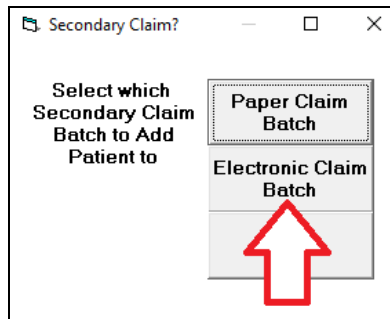 Secondary Claim?
Select which
Secondary Claim
Batch to Add
Patient to
Paper Claim
Batch
Electronic Claim
Batch